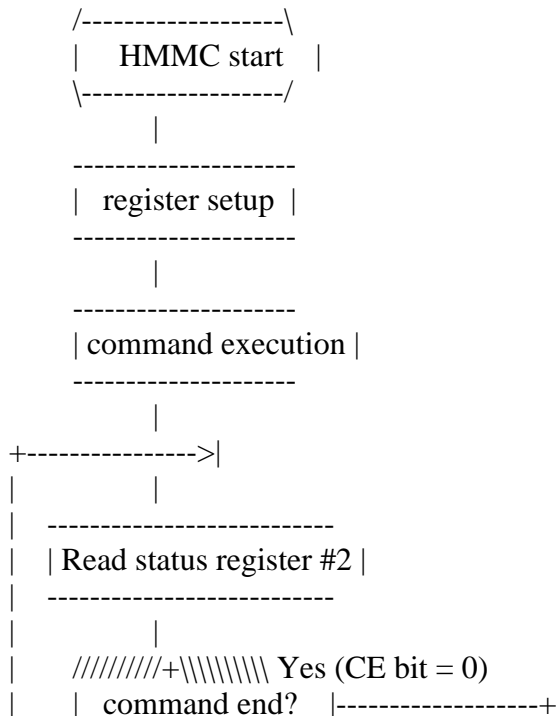 /-------------------\
|     HMMC start    |
\-------------------/
|
---------------------
|   register setup  |
---------------------
|
---------------------
| command execution |
---------------------
|
+---------------->|
|                 |
|   ---------------------------
|   | Read status register #2 |
|   ---------------------------
|                 |
|      //////////+\\\\\\\\\\ Yes (CE bit = 0)
|      |   command end?    |-------------------+